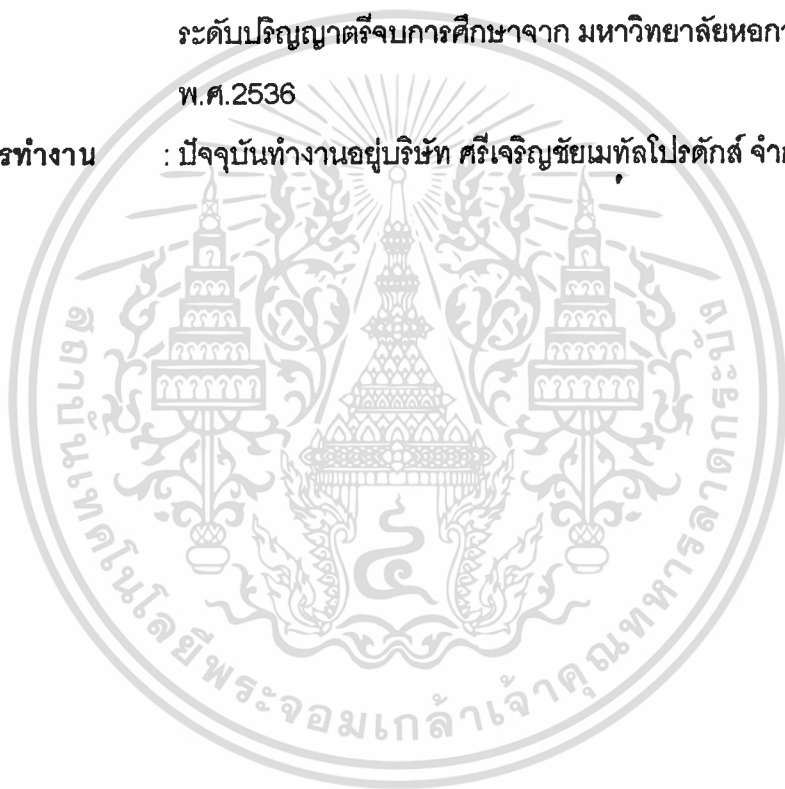 ระดับปริญญาตรีจบการศึกษาจาก มหาวิทยาลัยหอกา
พ.ศ.2536
รทำงาน : ปัจจุบันทำงานอยู่บริษัท ศรีเจริญชัยเมทัลโปรดักส์ จำ
สถาบันเทคโนโลยีพระจอมเกล้าเจ้าคุณทหารลาดกระบัง